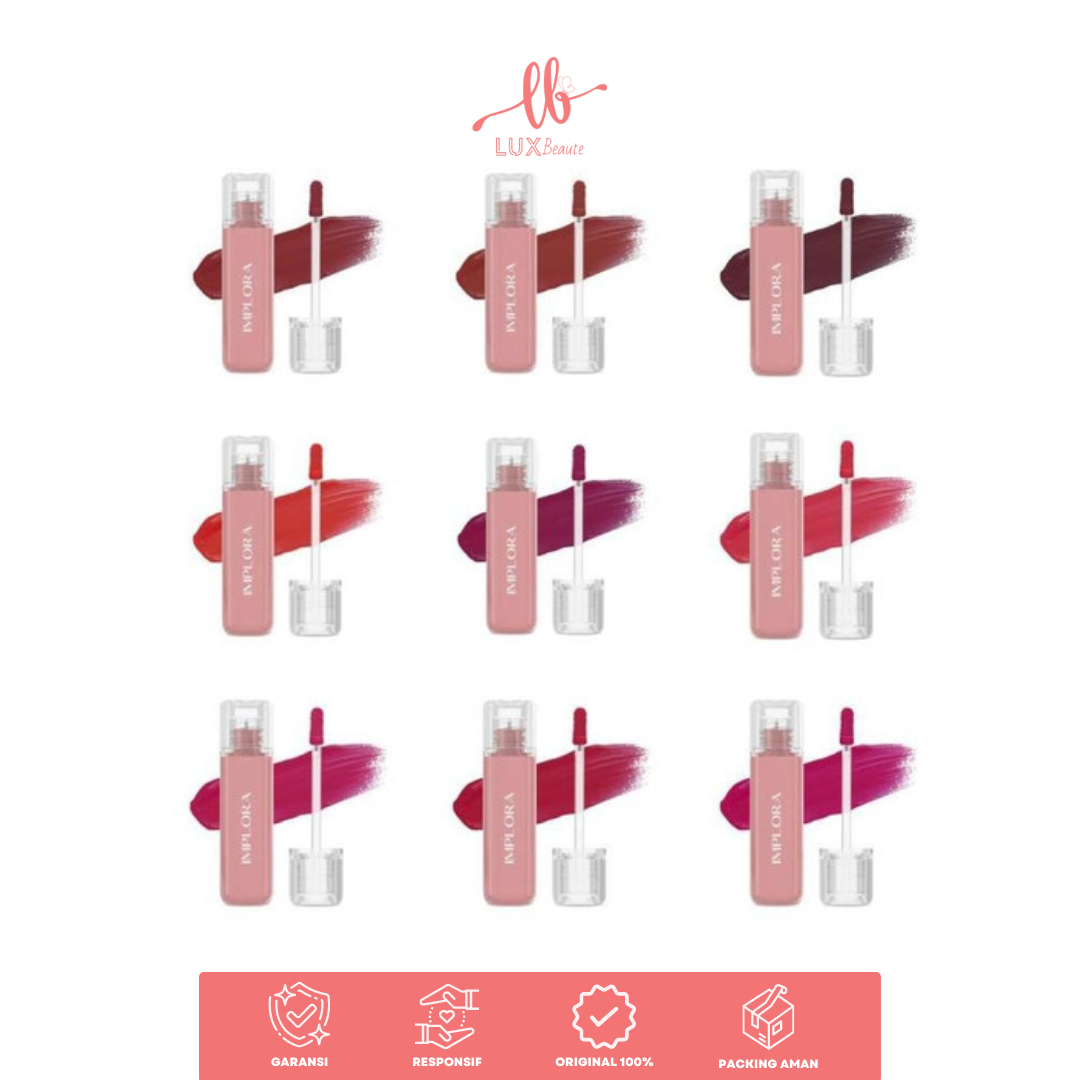 lb
LUX Beaute
IMPLORA
IMPLORA
IMPLORA
IMPLORA
IMPLORA
IMPLORA
IMPLORA
IMPLORA
IMPLORA
GARANSI
RESPONSIF
ORIGINAL 100%
PACKING AMAN